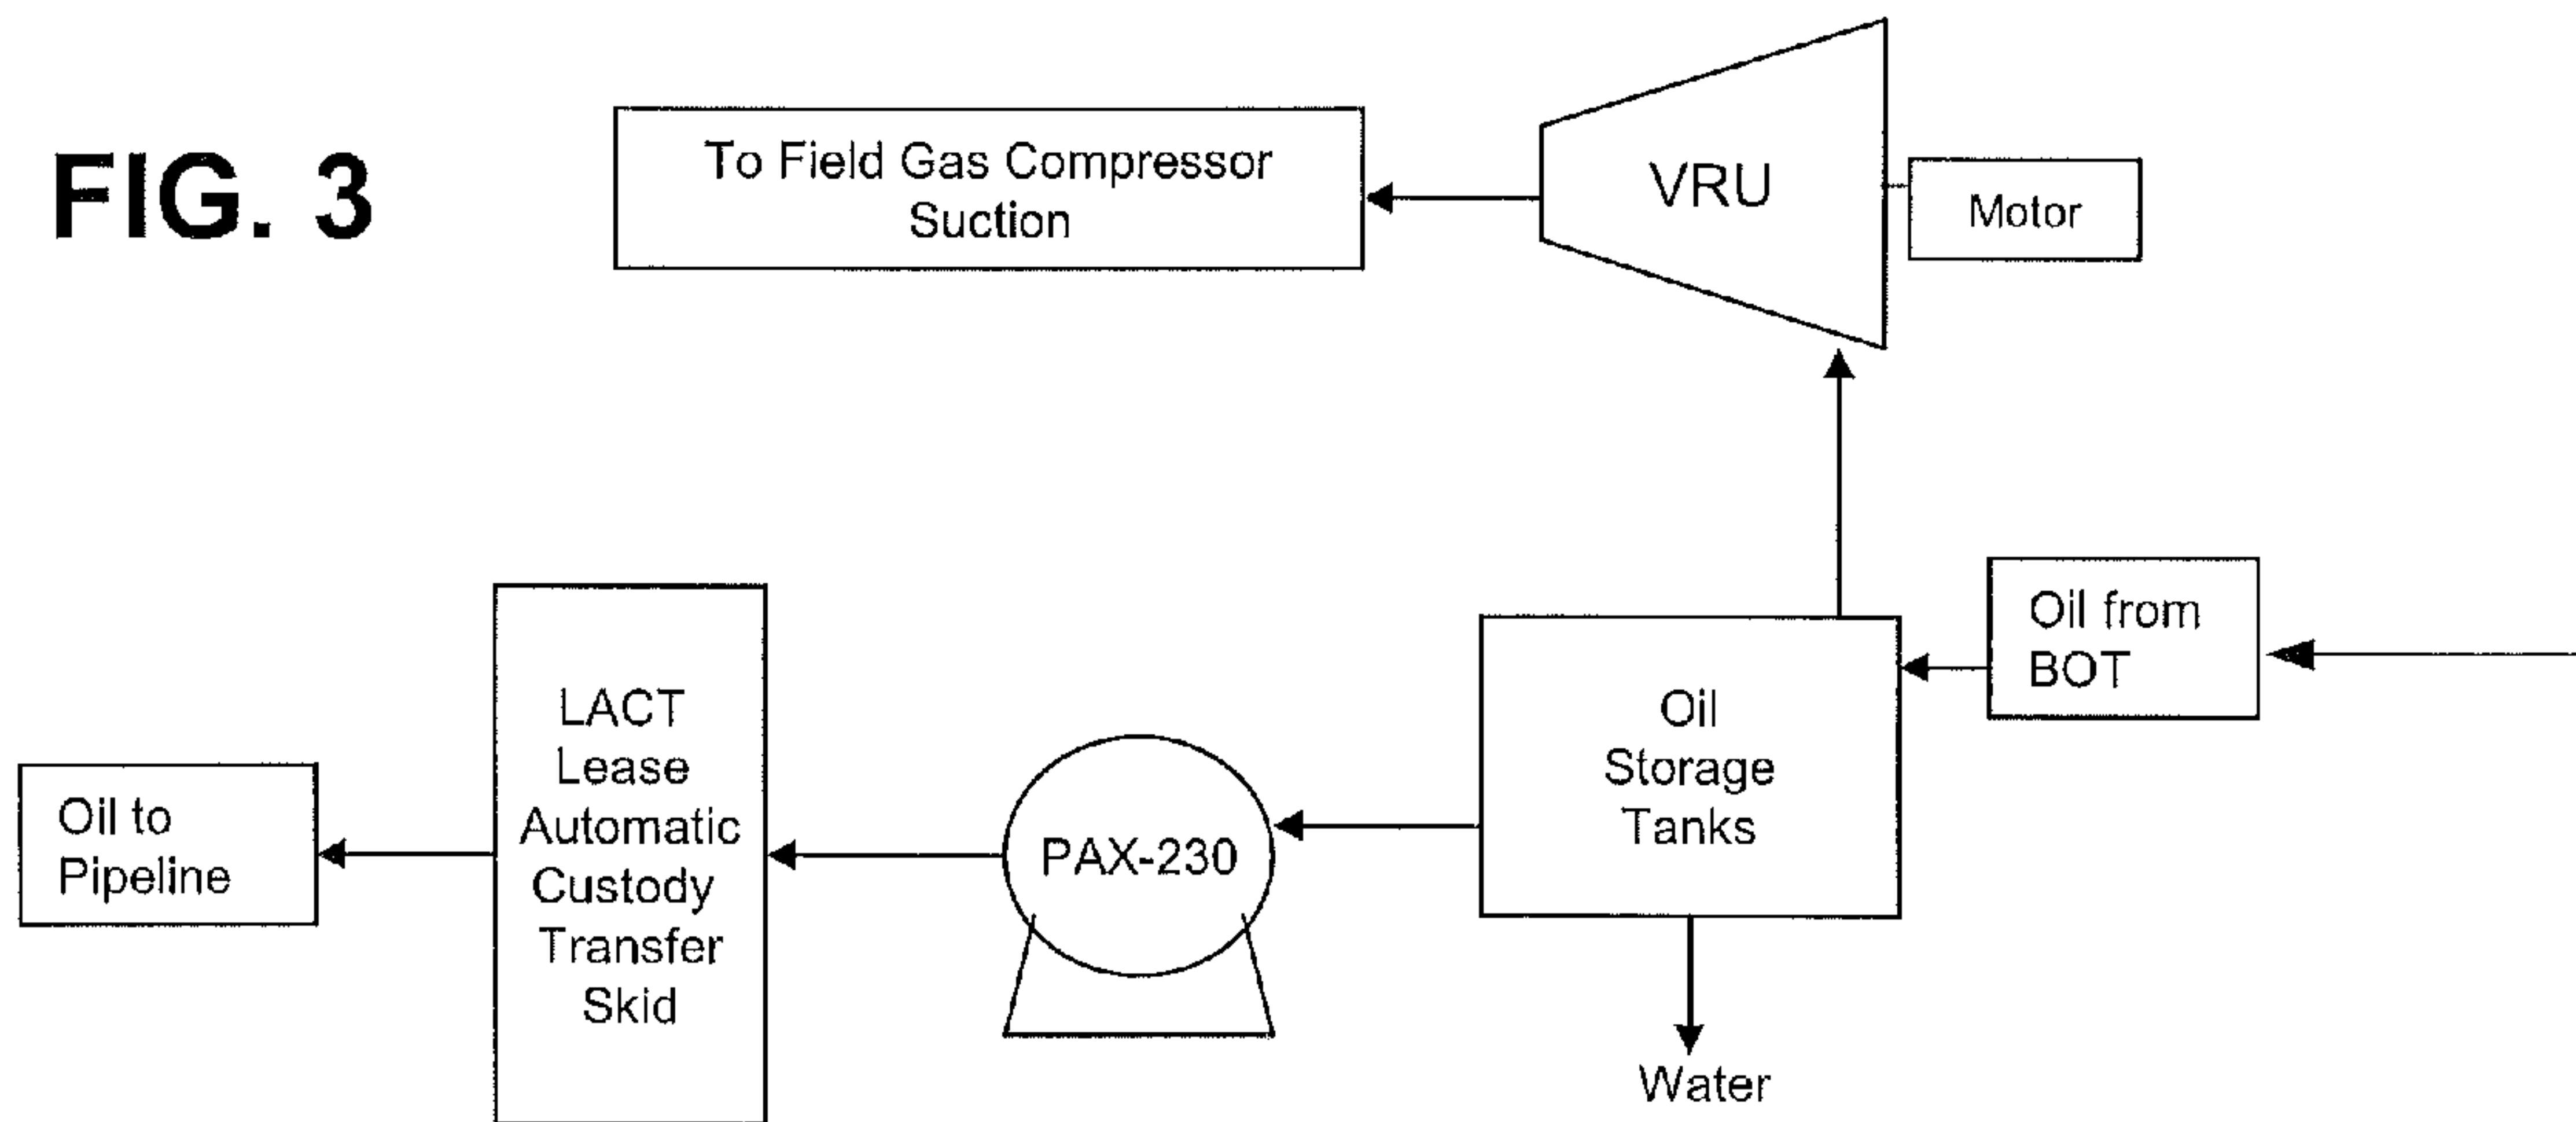 FIG. 3
To Field Gas Compressor
Suction
VRU
Motor
Oil from
BOT
Oil
Storage
Tanks
Water
PAX-230
LACT
Lease
Automatic
Custody
Transfer
Skid
Oil to
Pipeline